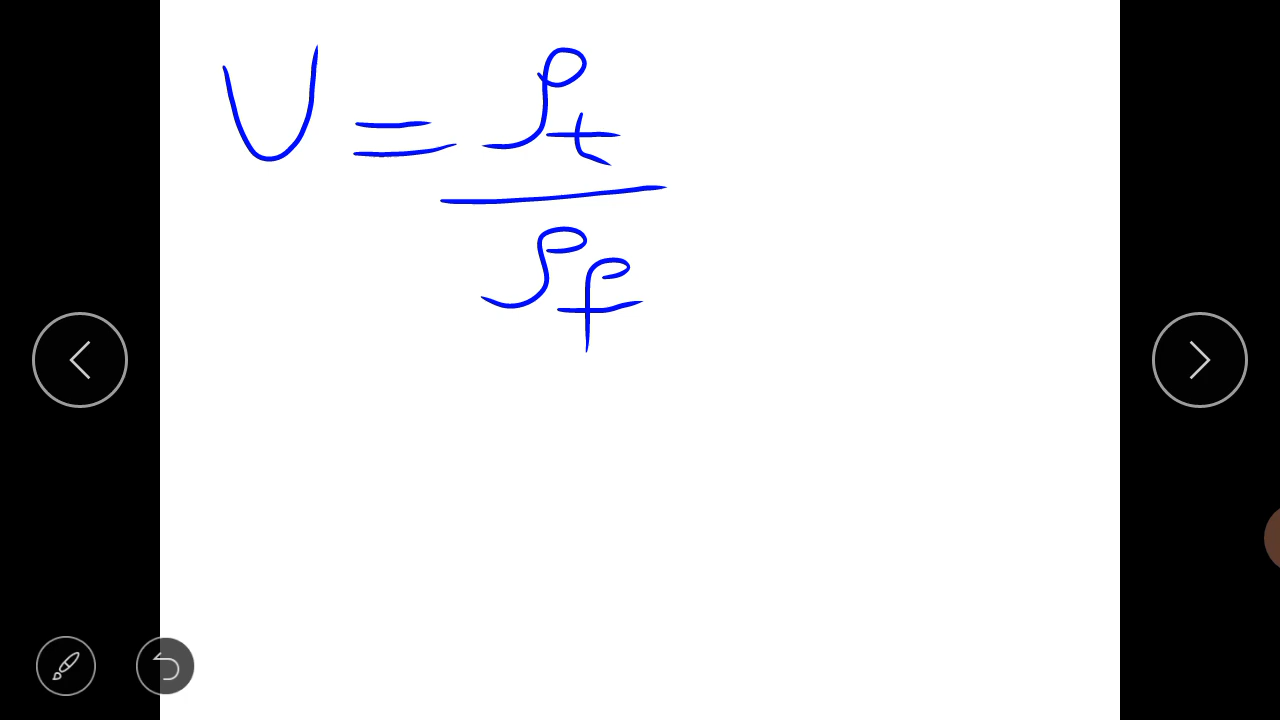 V = ρt
ρf